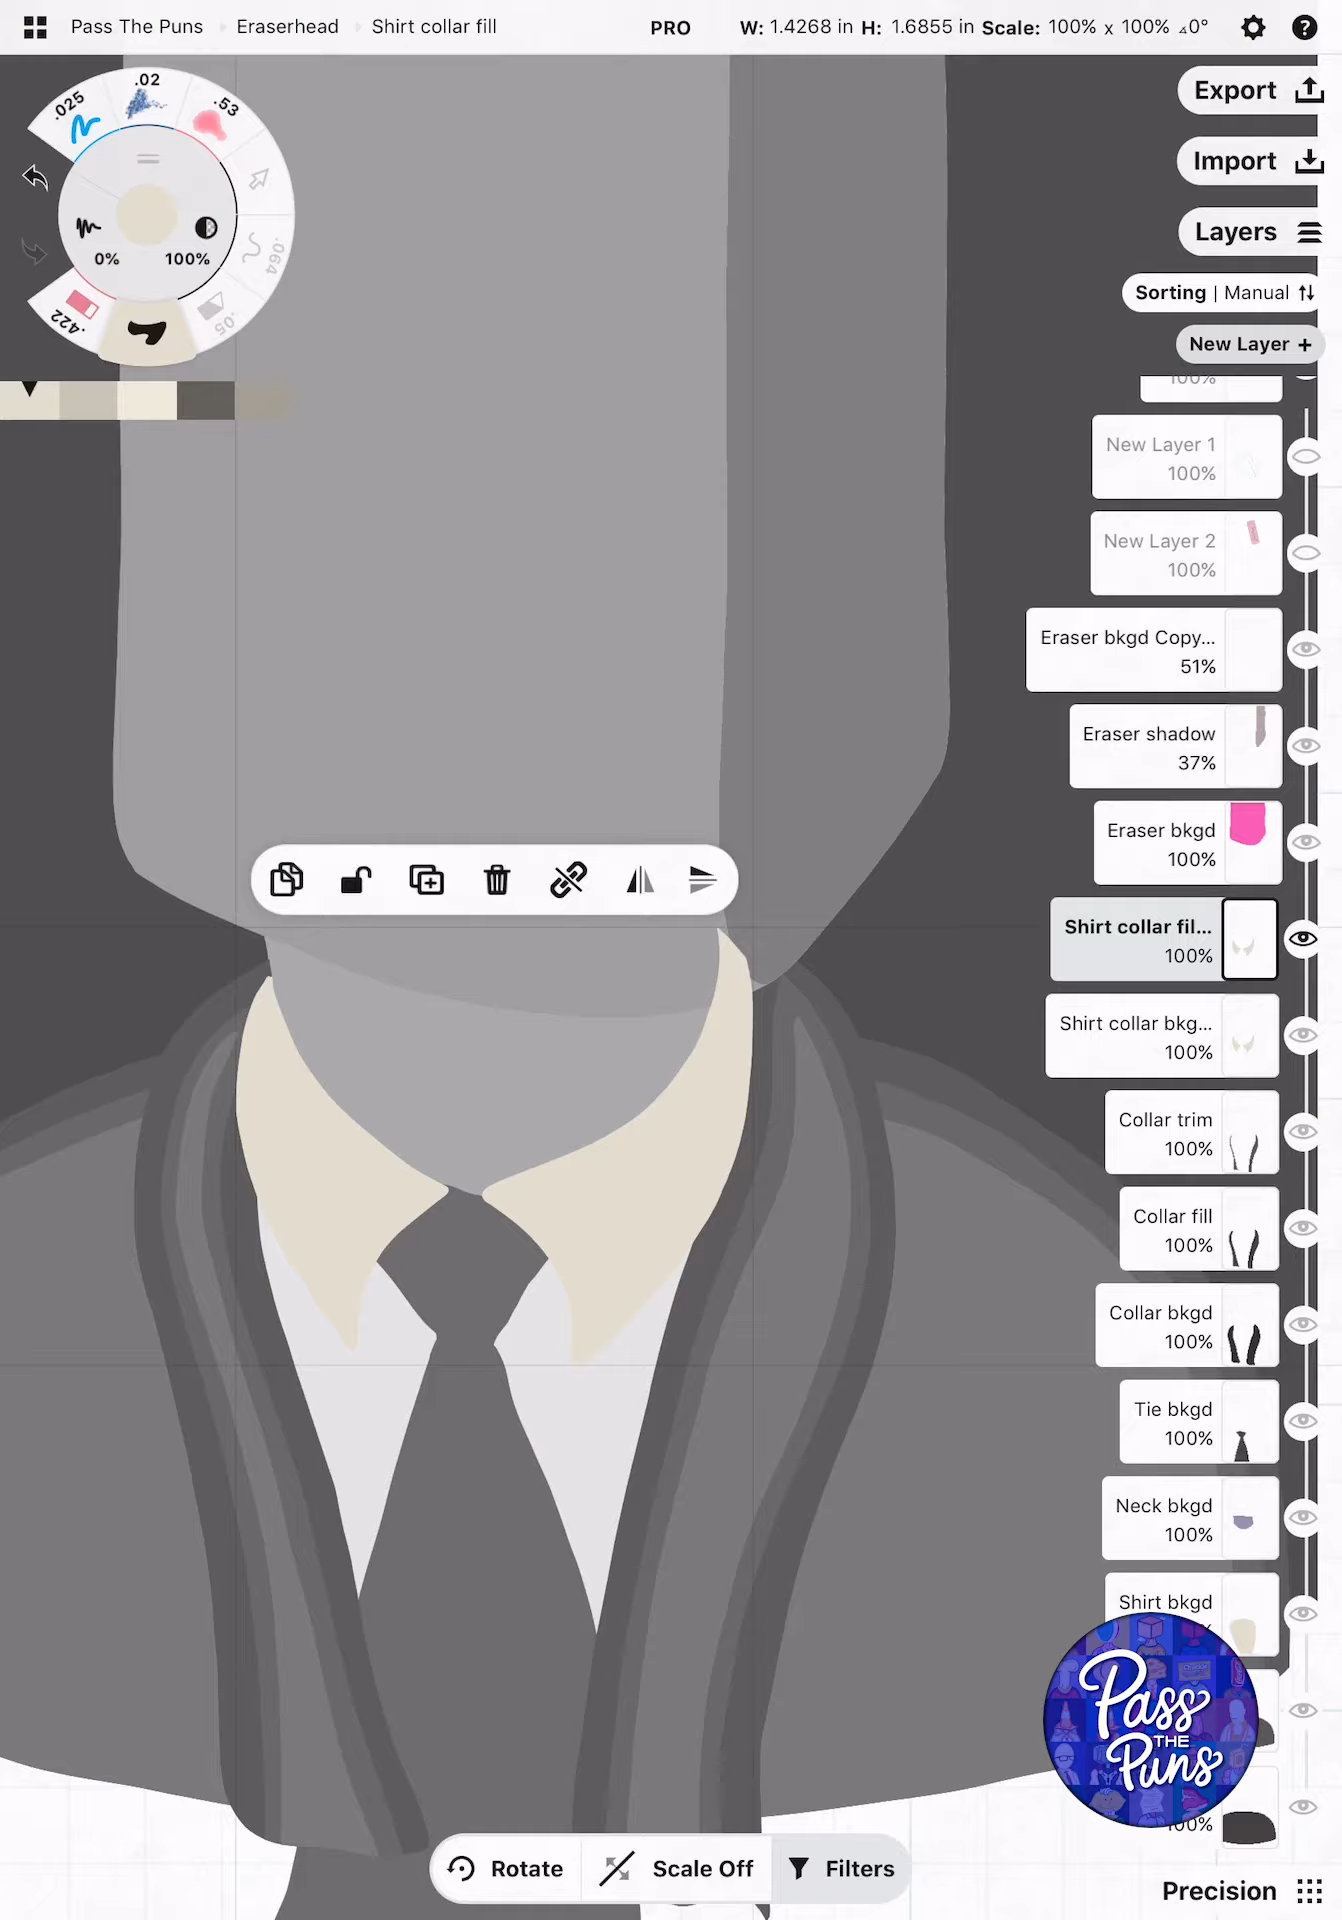 Pass The Puns
Eraserhead
Shirt collar fill
PRO
W: 1.4268 in H: 1.6855 in Scale: 100% x 100% ⊿0°
.025
.02
.53
.064
.05
.422
0%
100%
Export
Import
Layers
Sorting | Manual
New Layer +
100%
New Layer 1
100%
New Layer 2
100%
Eraser bkgd Copy...
51%
Eraser shadow
37%
Eraser bkgd
100%
Shirt collar fil...
100%
Shirt collar bkg...
100%
Collar trim
100%
Collar fill
100%
Collar bkgd
100%
Tie bkgd
100%
Neck bkgd
100%
Shirt bkgd
Pass
THE
Puns
100%
Rotate
Scale Off
Filters
Precision